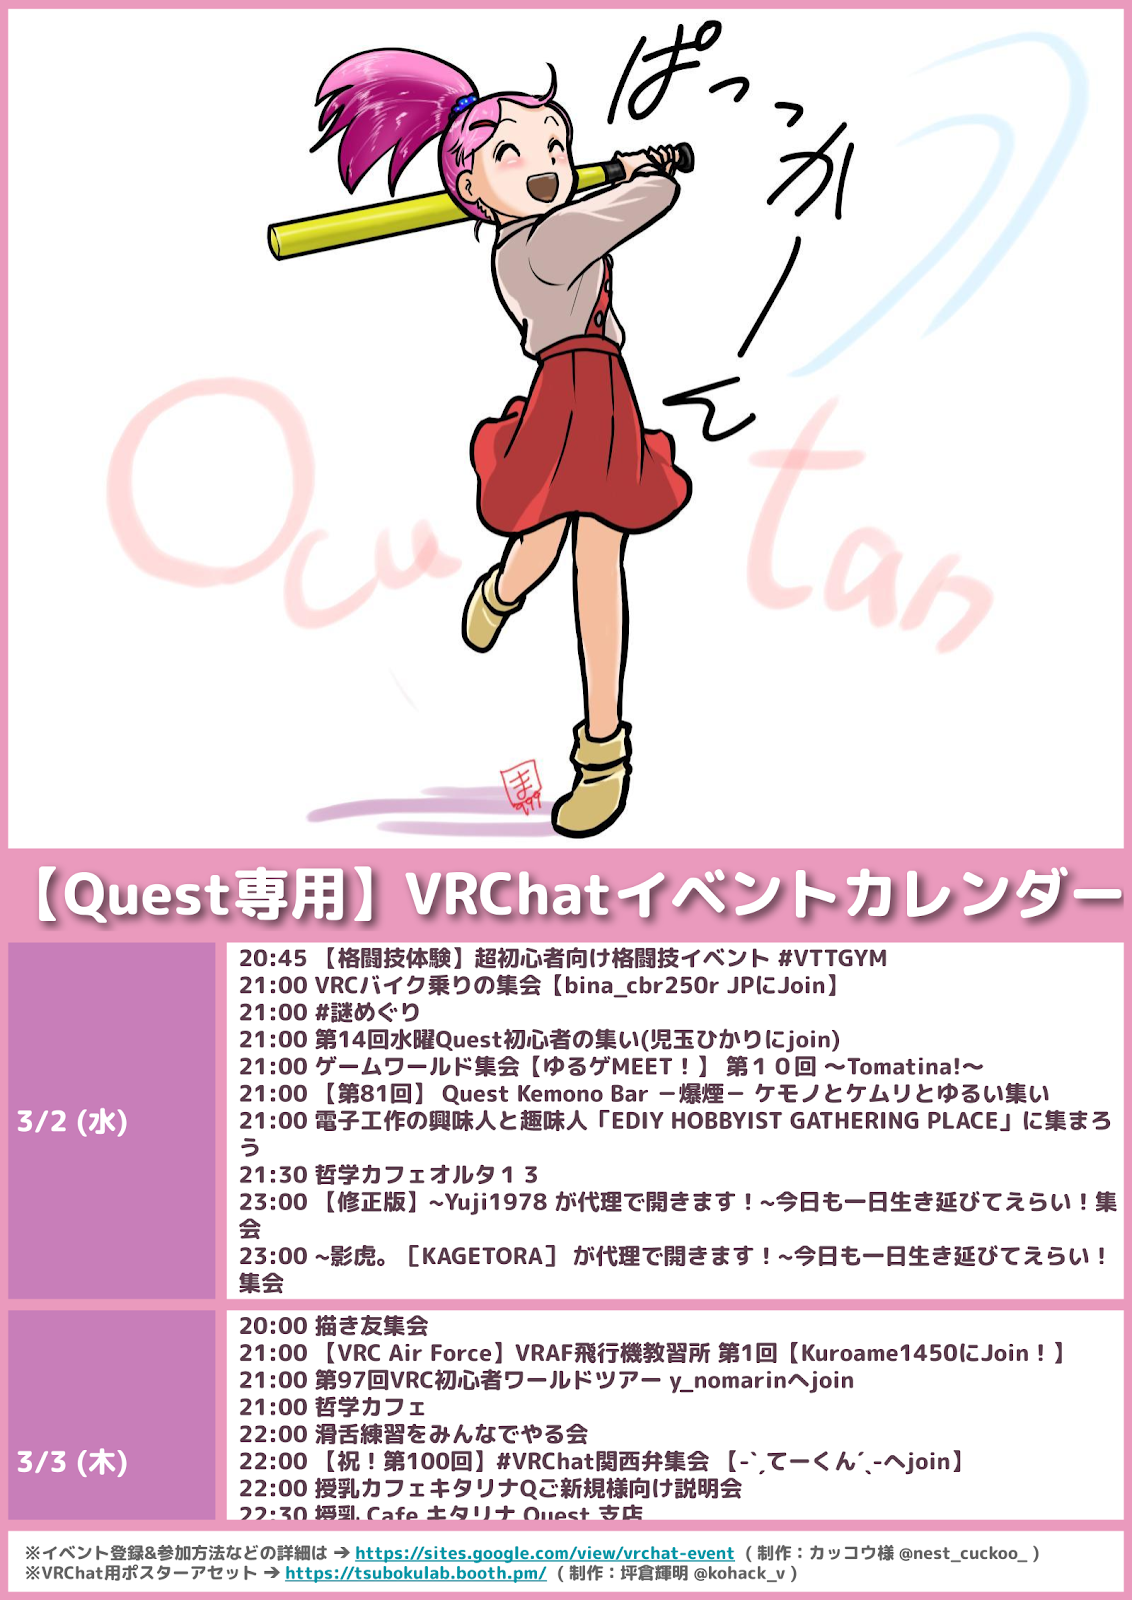 ぱっっかーん
Ocu tan
ま
999
【Quest専用】VRChatイベントカレンダー
3/2 (水)
20:45 【格闘技体験】超初心者向け格闘技イベント #VTTGYM
21:00 VRCバイク乗りの集会【bina_cbr250r JPにJoin】
21:00 #謎めぐり
21:00 第14回水曜Quest初心者の集い(児玉ひかりにjoin)
21:00 ゲームワールド集会【ゆるゲMEET！】 第１０回 〜Tomatina!〜
21:00 【第81回】 Quest Kemono Bar －爆煙－ ケモノとケムリとゆるい集い
21:00 電子工作の興味人と趣味人「EDIY HOBBYIST GATHERING PLACE」に集まろ
う
21:30 哲学カフェオルタ１３
23:00 【修正版】~Yuji1978 が代理で開きます！~今日も一日生き延びてえらい！集
会
23:00 ~影虎。［KAGETORA］ が代理で開きます！~今日も一日生き延びてえらい！
集会
3/3 (木)
20:00 描き友集会
21:00 【VRC Air Force】VRAF飛行機教習所 第1回【Kuroame1450にJoin！】
21:00 第97回VRC初心者ワールドツアー y_nomarinへjoin
21:00 哲学カフェ
22:00 滑舌練習をみんなでやる会
22:00 【祝！第100回】#VRChat関西弁集会 【-ˋˏてーくんˊˎ-へjoin】
22:00 授乳カフェキタリナQご新規様向け説明会
22:30 授乳 Cafe キタリナ Quest 支店
※イベント登録&参加方法などの詳細は ➔ https://sites.google.com/view/vrchat-event （ 制作：カッコウ様 @nest_cuckoo_ ）
※VRChat用ポスターアセット ➔ https://tsubokulab.booth.pm/ （ 制作：坪倉輝明 @kohack_v ）